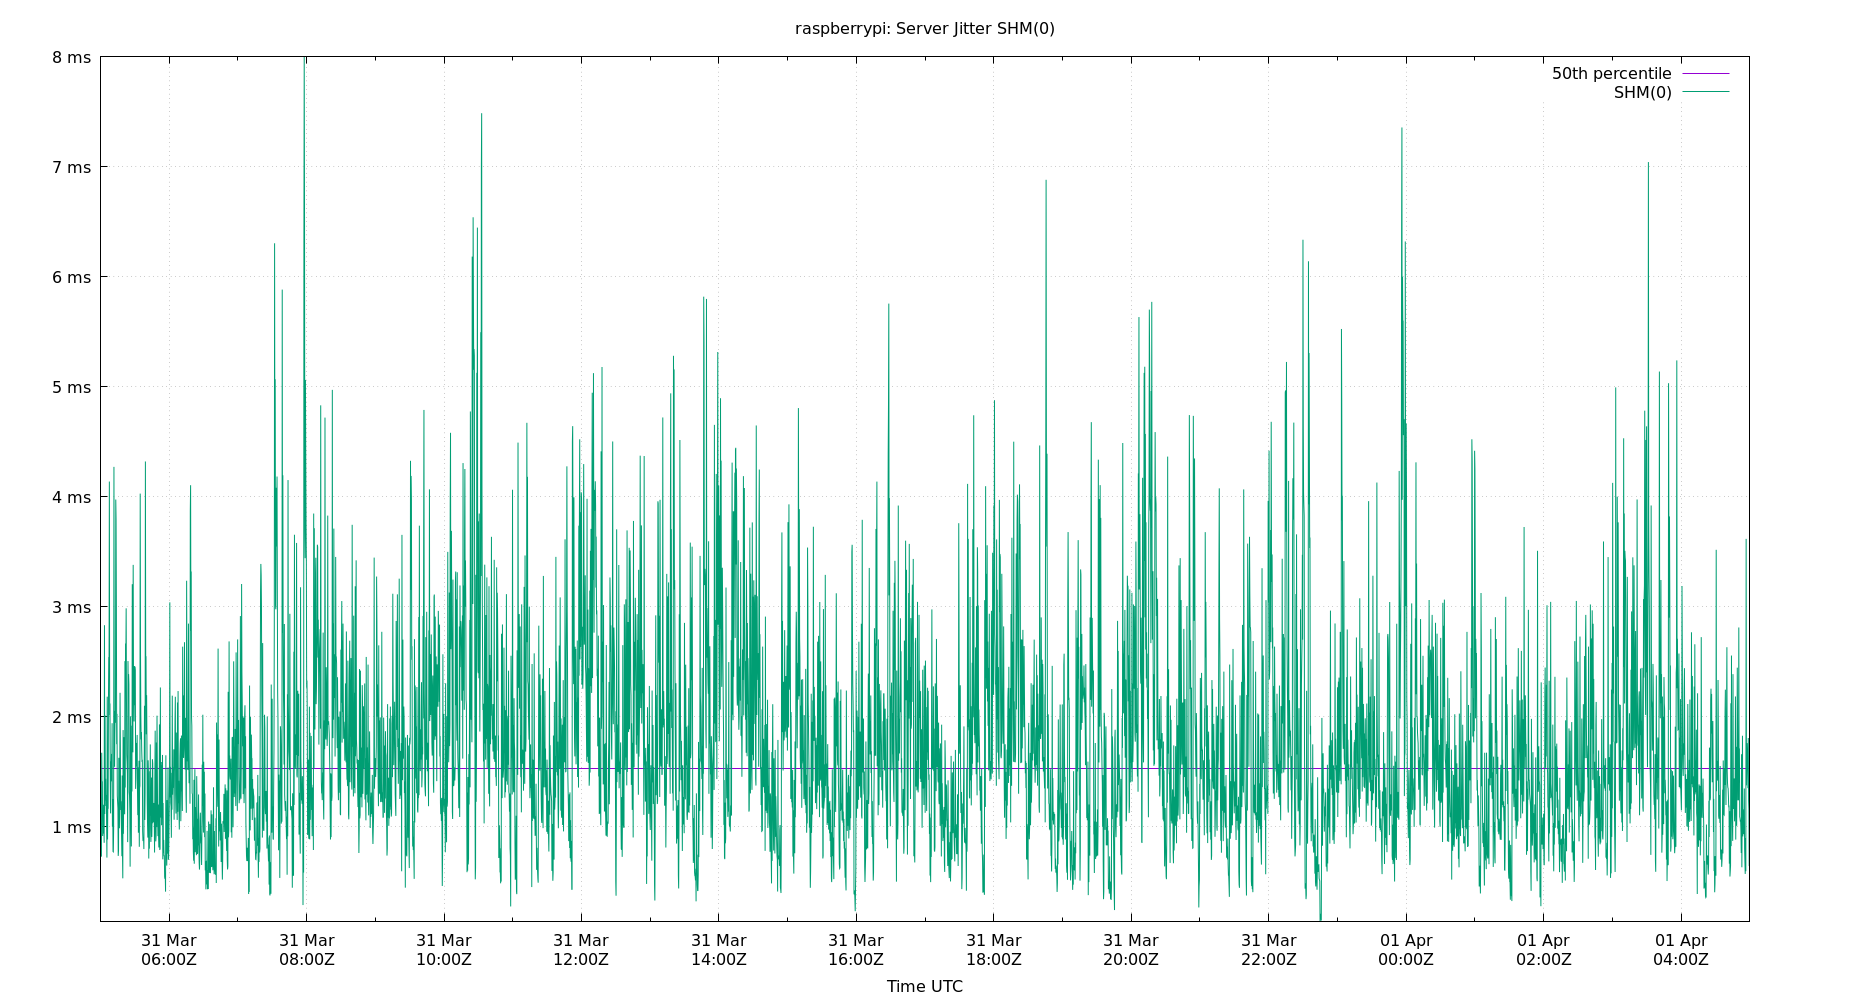 raspberrypi: Server Jitter SHM(0)
8 ms
7 ms
6 ms
5 ms
4 ms
3 ms
2 ms
1 ms
50th percentile
SHM(0)
31 Mar 31 Mar 31 Mar 31 Mar 31 Mar 31 Mar 31 Mar 31 Mar 31 Mar 01 Apr 01 Apr 01 Apr
06:00Z 08:00Z 10:00Z 12:00Z 14:00Z 16:00Z 18:00Z 20:00Z 22:00Z 00:00Z 02:00Z 04:00Z
Time UTC